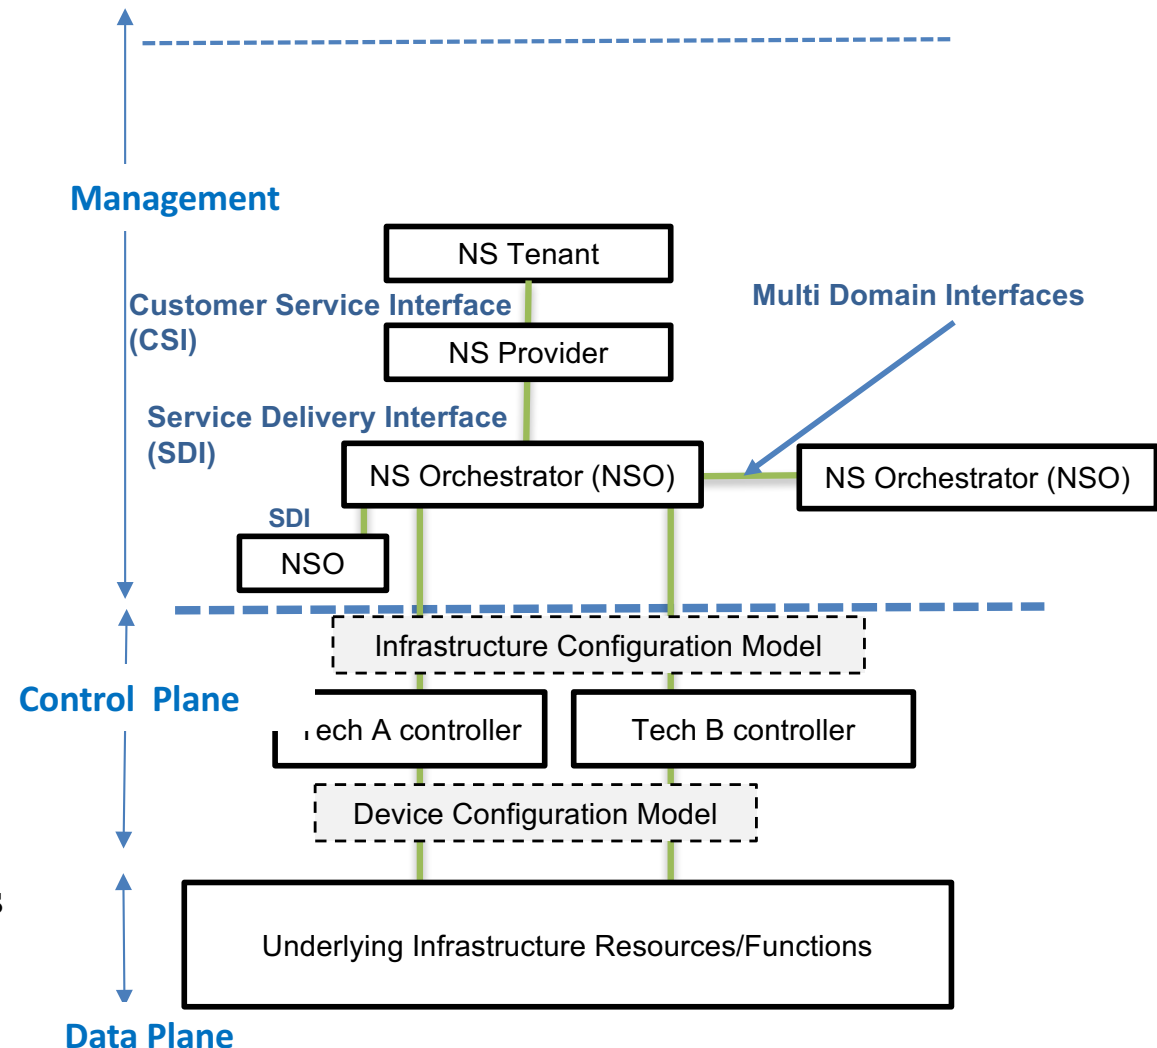 Management
NS Tenant
Customer Service Interface
(CSI)
Multi Domain Interfaces
NS Provider
Service Delivery Interface
(SDI)
NS Orchestrator (NSO)
NS Orchestrator (NSO)
SDI
NSO
Infrastructure Configuration Model
Control Plane
ech A controller
Tech B controller
Device Configuration Model
s
Underlying Infrastructure Resources/Functions
Data Plane